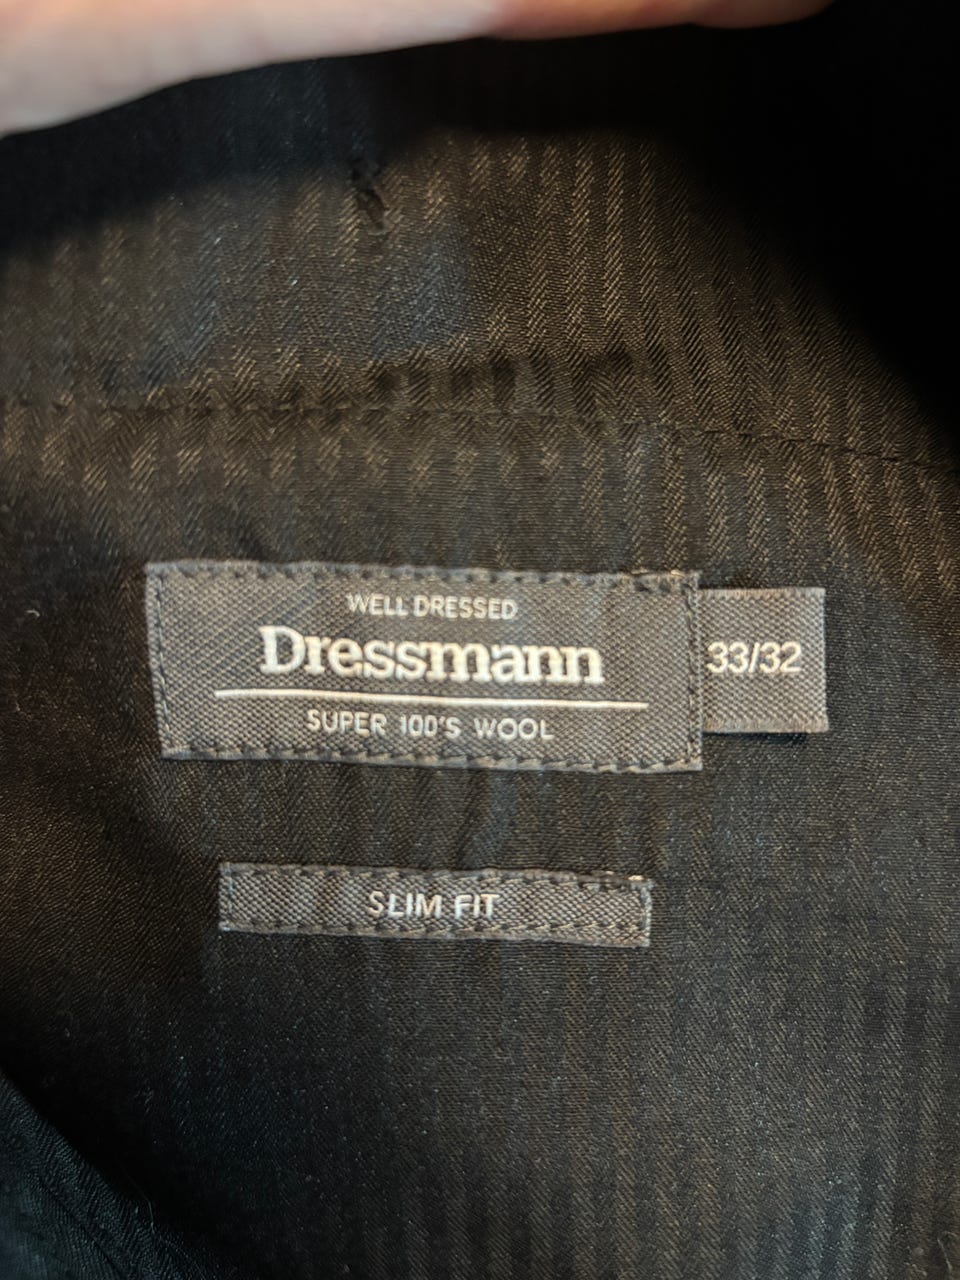 WELL DRESSED
Dressmann
SUPER 100'S WOOL
33/32
SLIM FIT